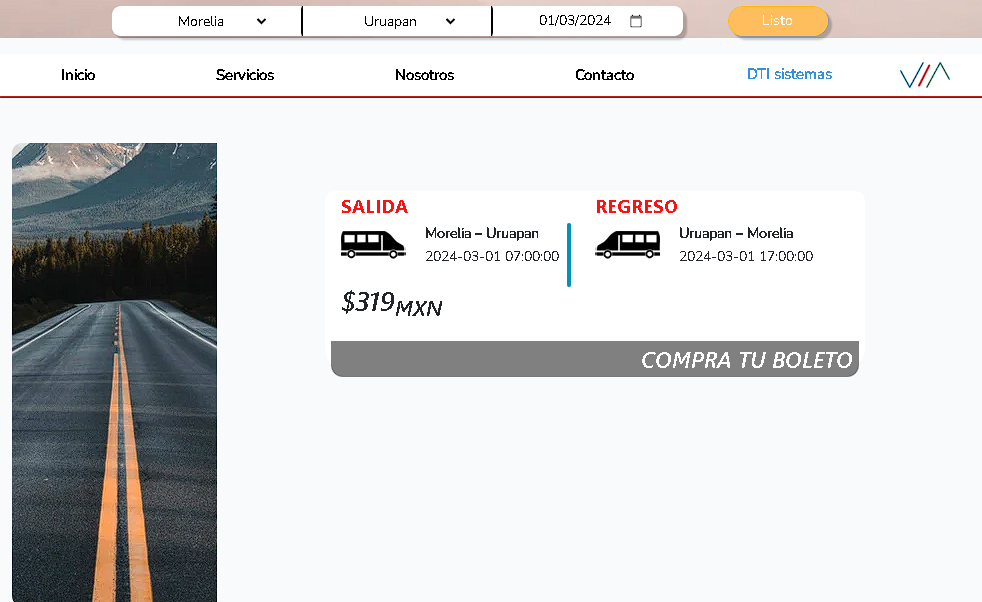 Morelia Uruapan 01/03/2024 Listo
Inicio Servicios Nosotros Contacto DTI sistemas VIA
SALIDA REGRESO
Morelia – Uruapan Uruapan – Morelia
2024-03-01 07:00:00 2024-03-01 17:00:00
$319MXN
COMPRA TU BOLETO